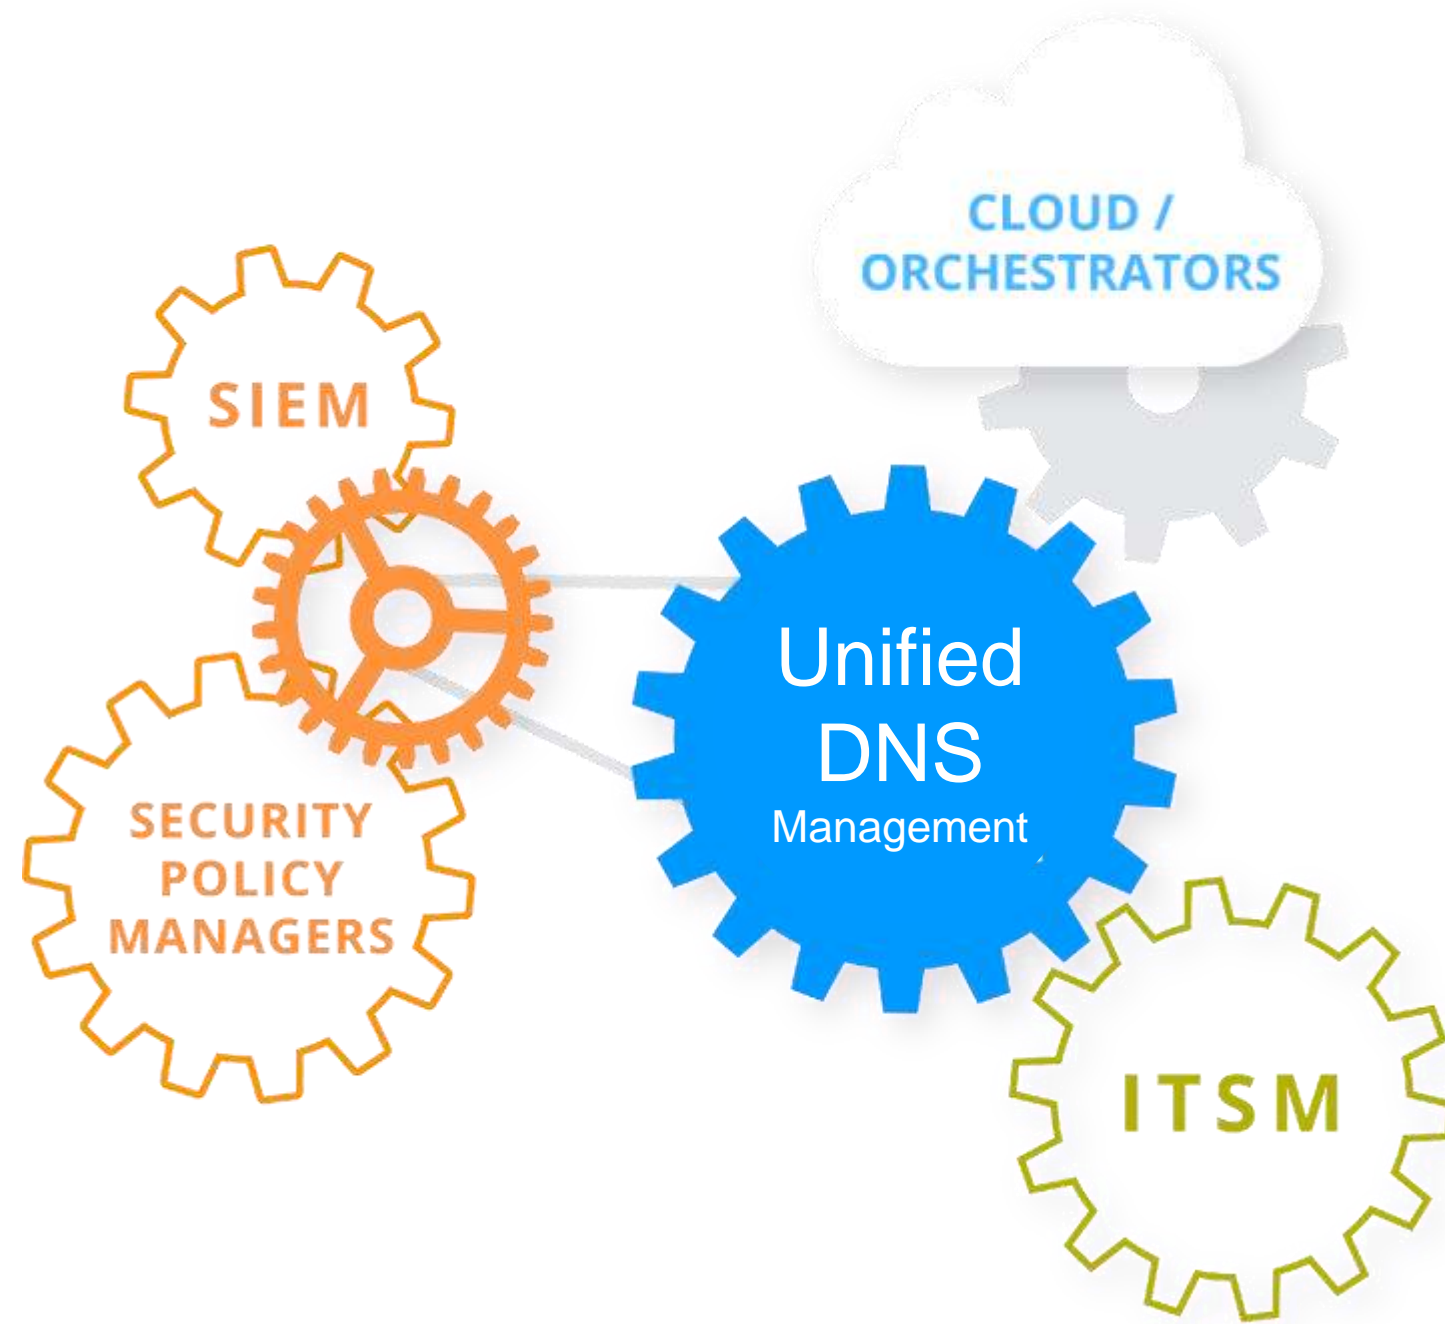 CLOUD /
ORCHESTRATORS
SIEM
Unified
DNS
Management
SECURITY
POLICY
MANAGERS
ITSM